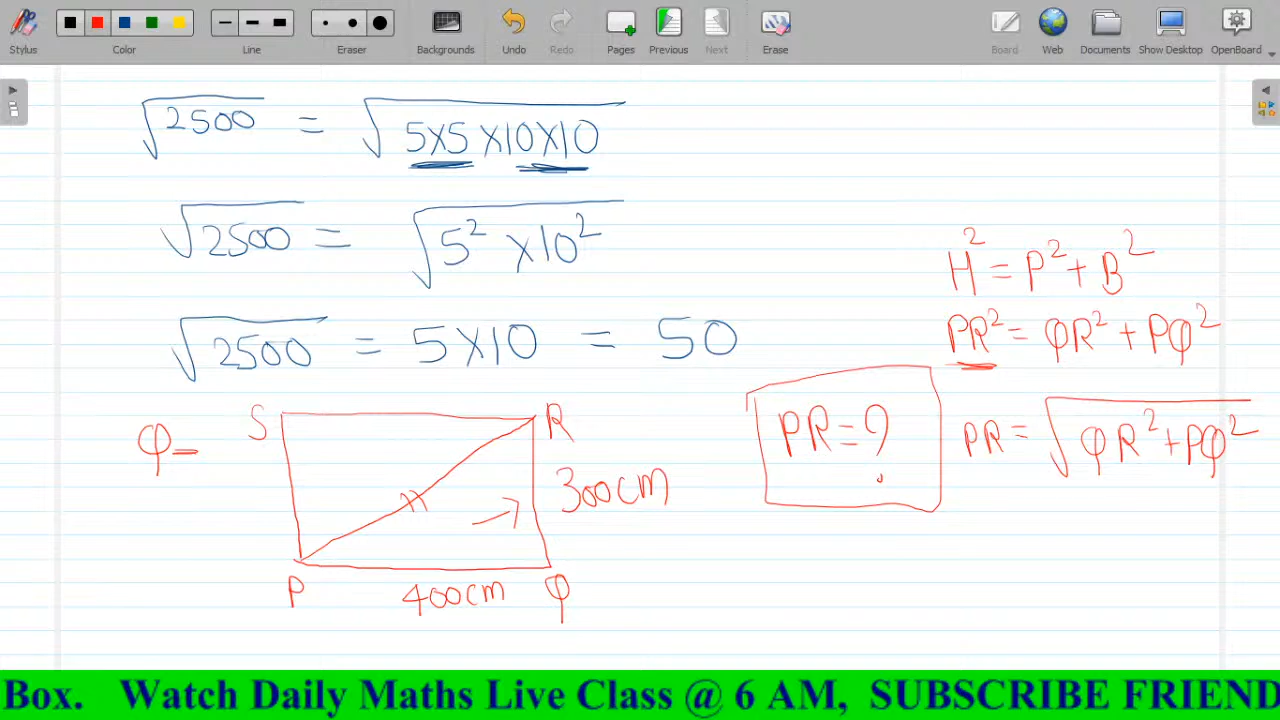 Stylus Color Line Eraser Backgrounds Undo Redo Pages Previous Next Erase Board Web Documents Show Desktop OpenBoard
√2500 = √5×5×10×10
√2500 = √5² ×10²
√2500 = 5×10 = 50
H² = P² + B²
PR² = QR² + PQ²
PR = ?
PR = √QR² + PQ²
Q=
S
R
300cm
P
400cm
Q
Box. Watch Daily Maths Live Class @ 6 AM, SUBSCRIBE FRIEND